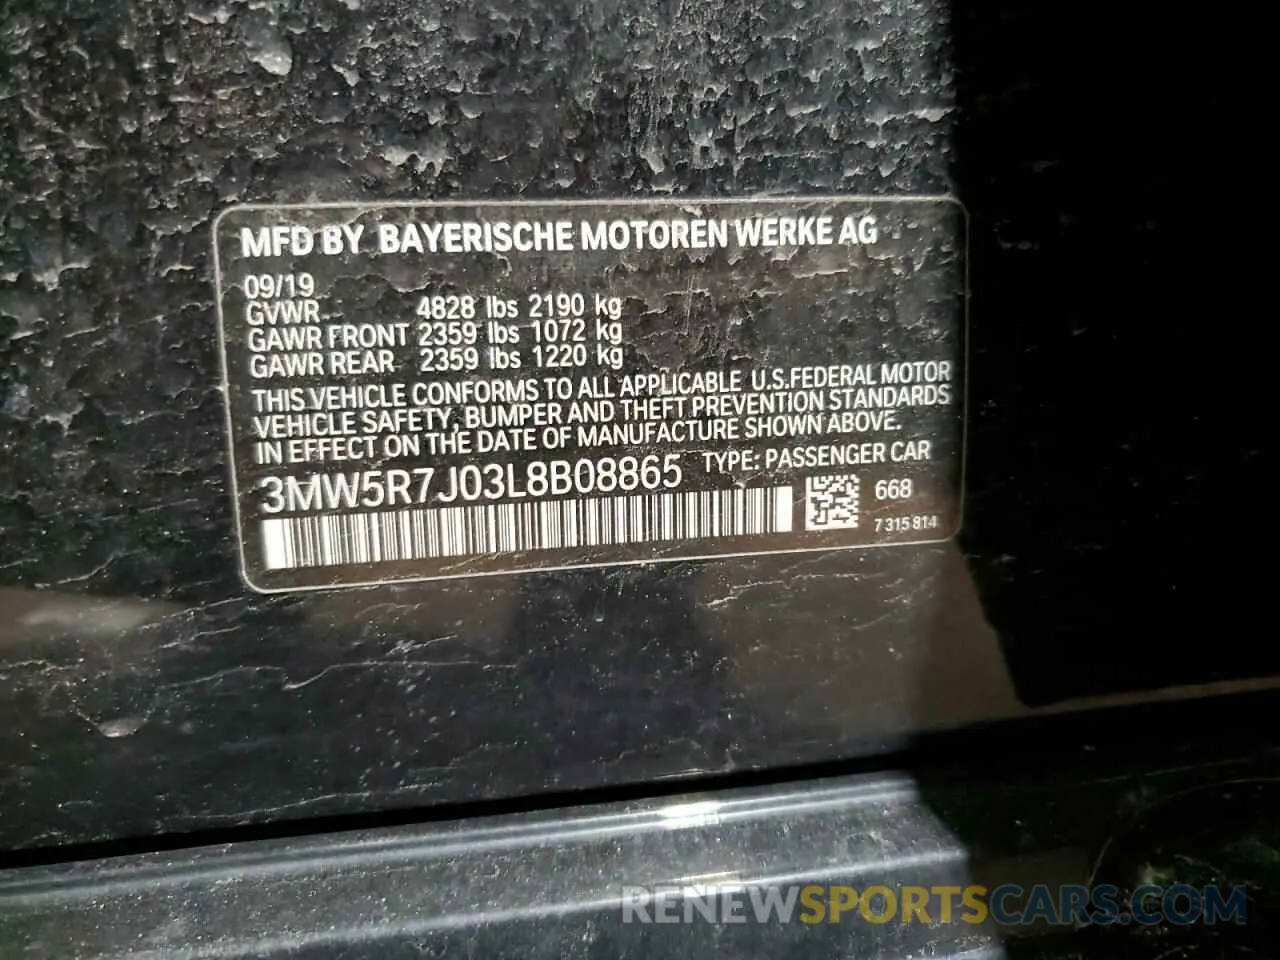 MFD BY BAYERISCHE MOTOREN WERKE AG
09/19
GVWR 4828 lbs 2190 kg
GAWR FRONT 2359 lbs 1072 kg
GAWR REAR 2359 lbs 1220 kg
THIS VEHICLE CONFORMS TO ALL APPLICABLE U.S.FEDERAL MOTOR
VEHICLE SAFETY, BUMPER AND THEFT PREVENTION STANDARDS
IN EFFECT ON THE DATE OF MANUFACTURE SHOWN ABOVE.
3MW5R7J03L8B08865 TYPE: PASSENGER CAR
668
7 315 814
RENEWSPORTSCARS.COM